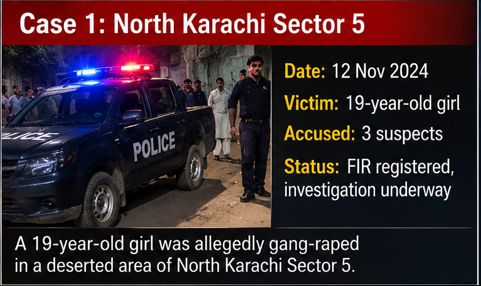 Case 1: North Karachi Sector 5
Date: 12 Nov 2024
Victim: 19-year-old girl
Accused: 3 suspects
Status: FIR registered,
investigation underway
POLICE
POLICE
A 19-year-old girl was allegedly gang-raped
in a deserted area of North Karachi Sector 5.